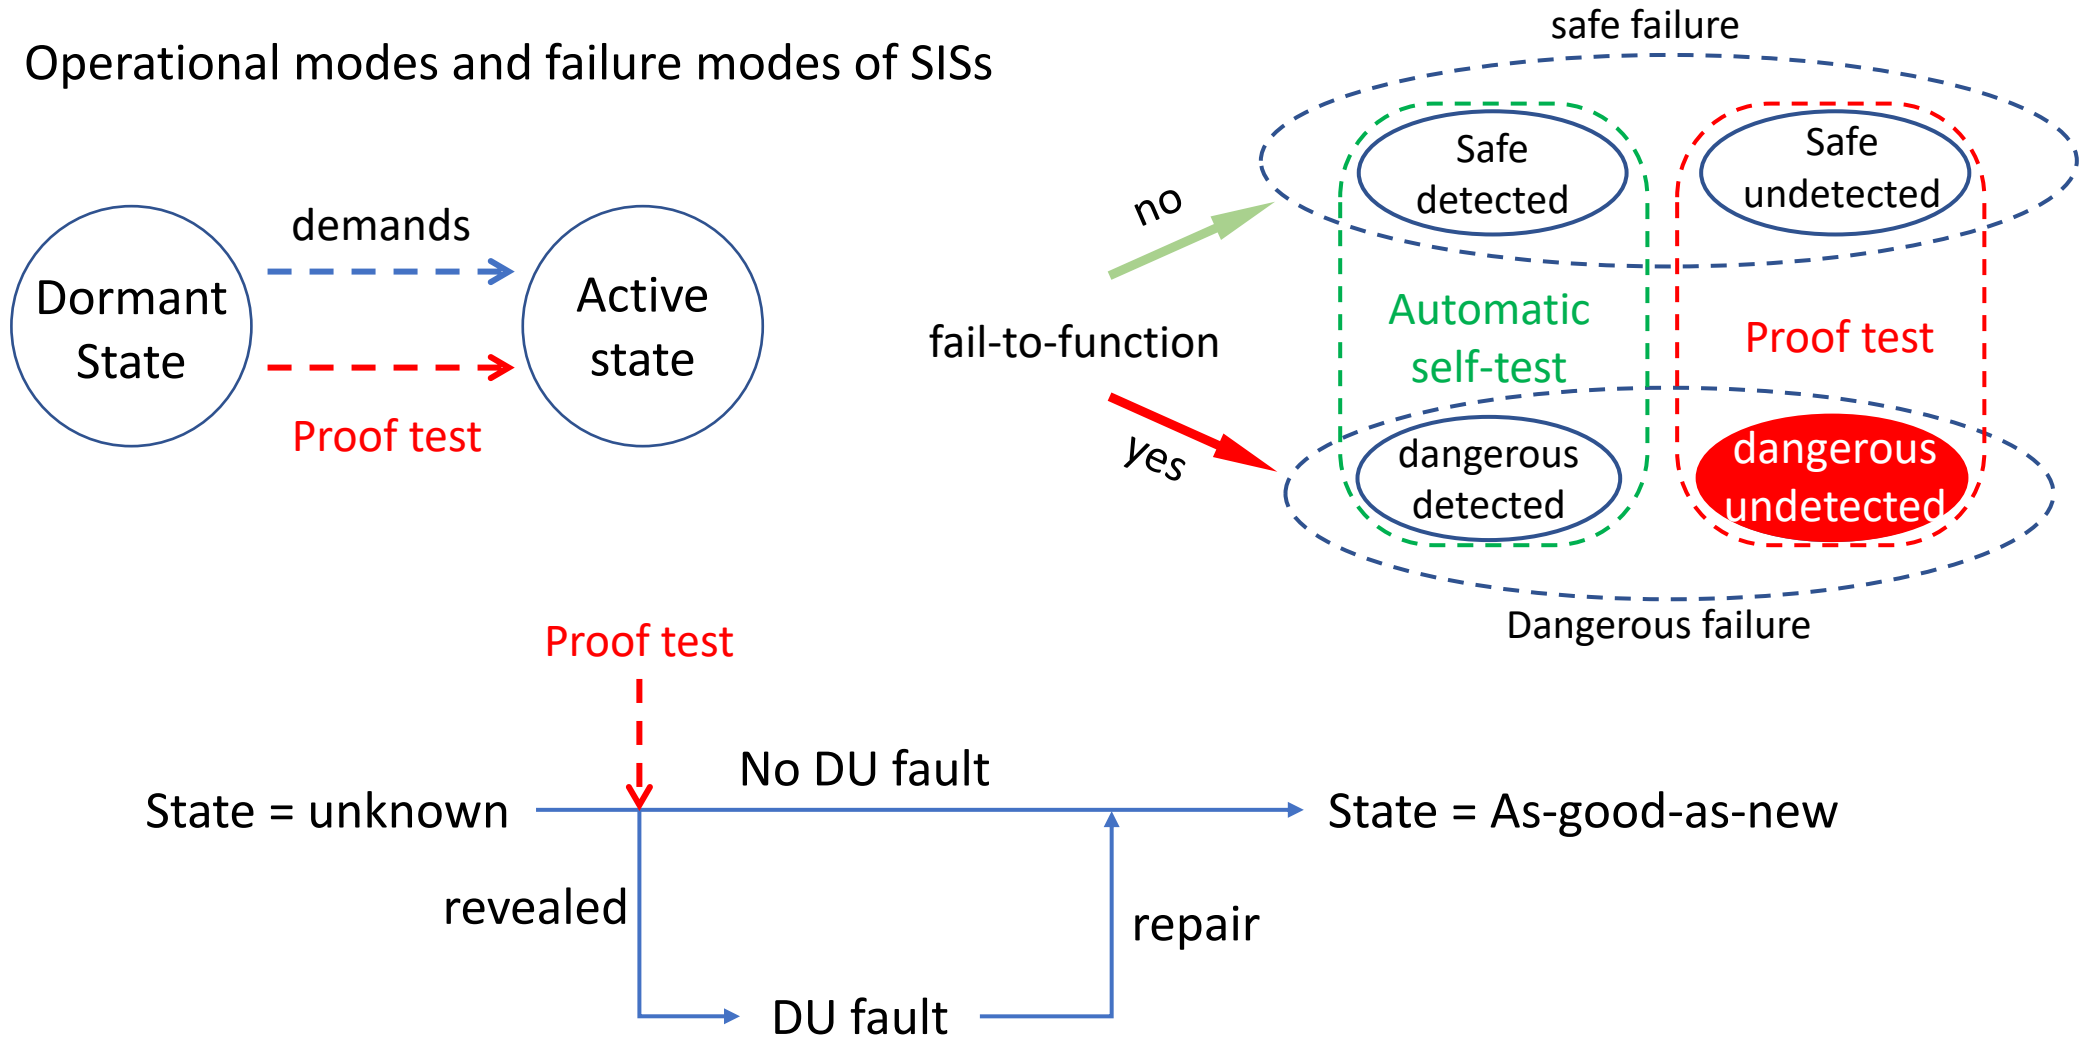 Operational modes and failure modes of SISs
Dormant
State
demands
Proof test
Active
state
safe failure
Safe
detected
Safe
undetected
no
fail-to-function
yes
Automatic
self-test
Proof test
dangerous
detected
dangerous
undetected
Dangerous failure
Proof test
No DU fault
State = unknown
State = As-good-as-new
revealed
repair
DU fault